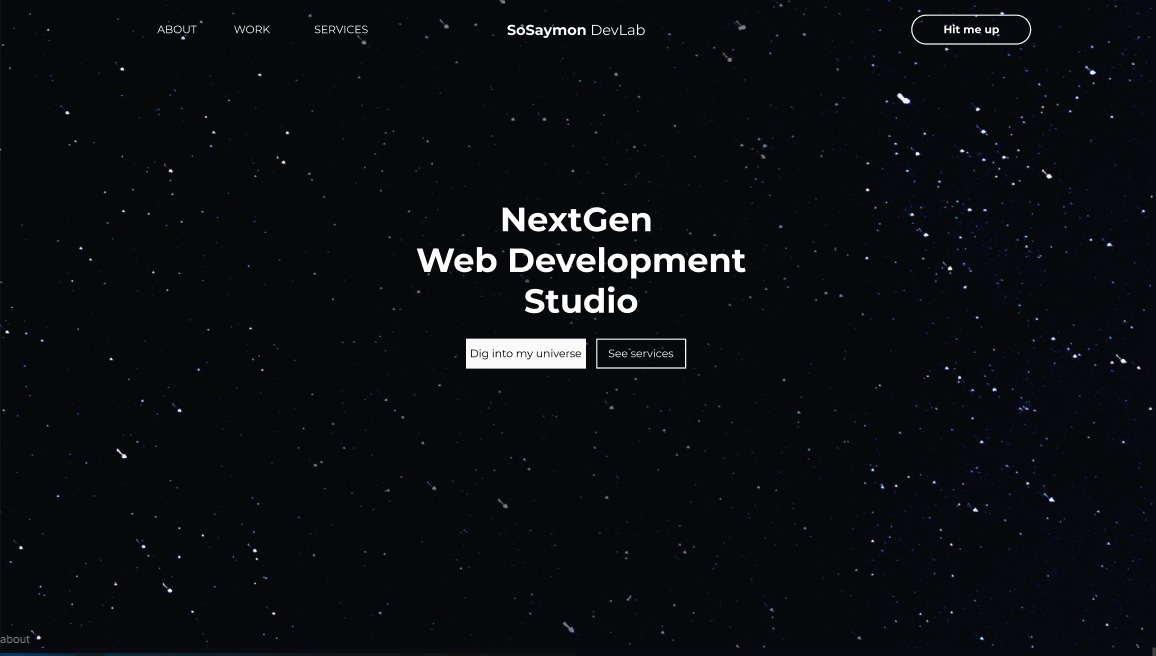 ABOUT WORK SERVICES SoSaymon DevLab Hit me up
NextGen
Web Development
Studio
Dig into my universe See services
about